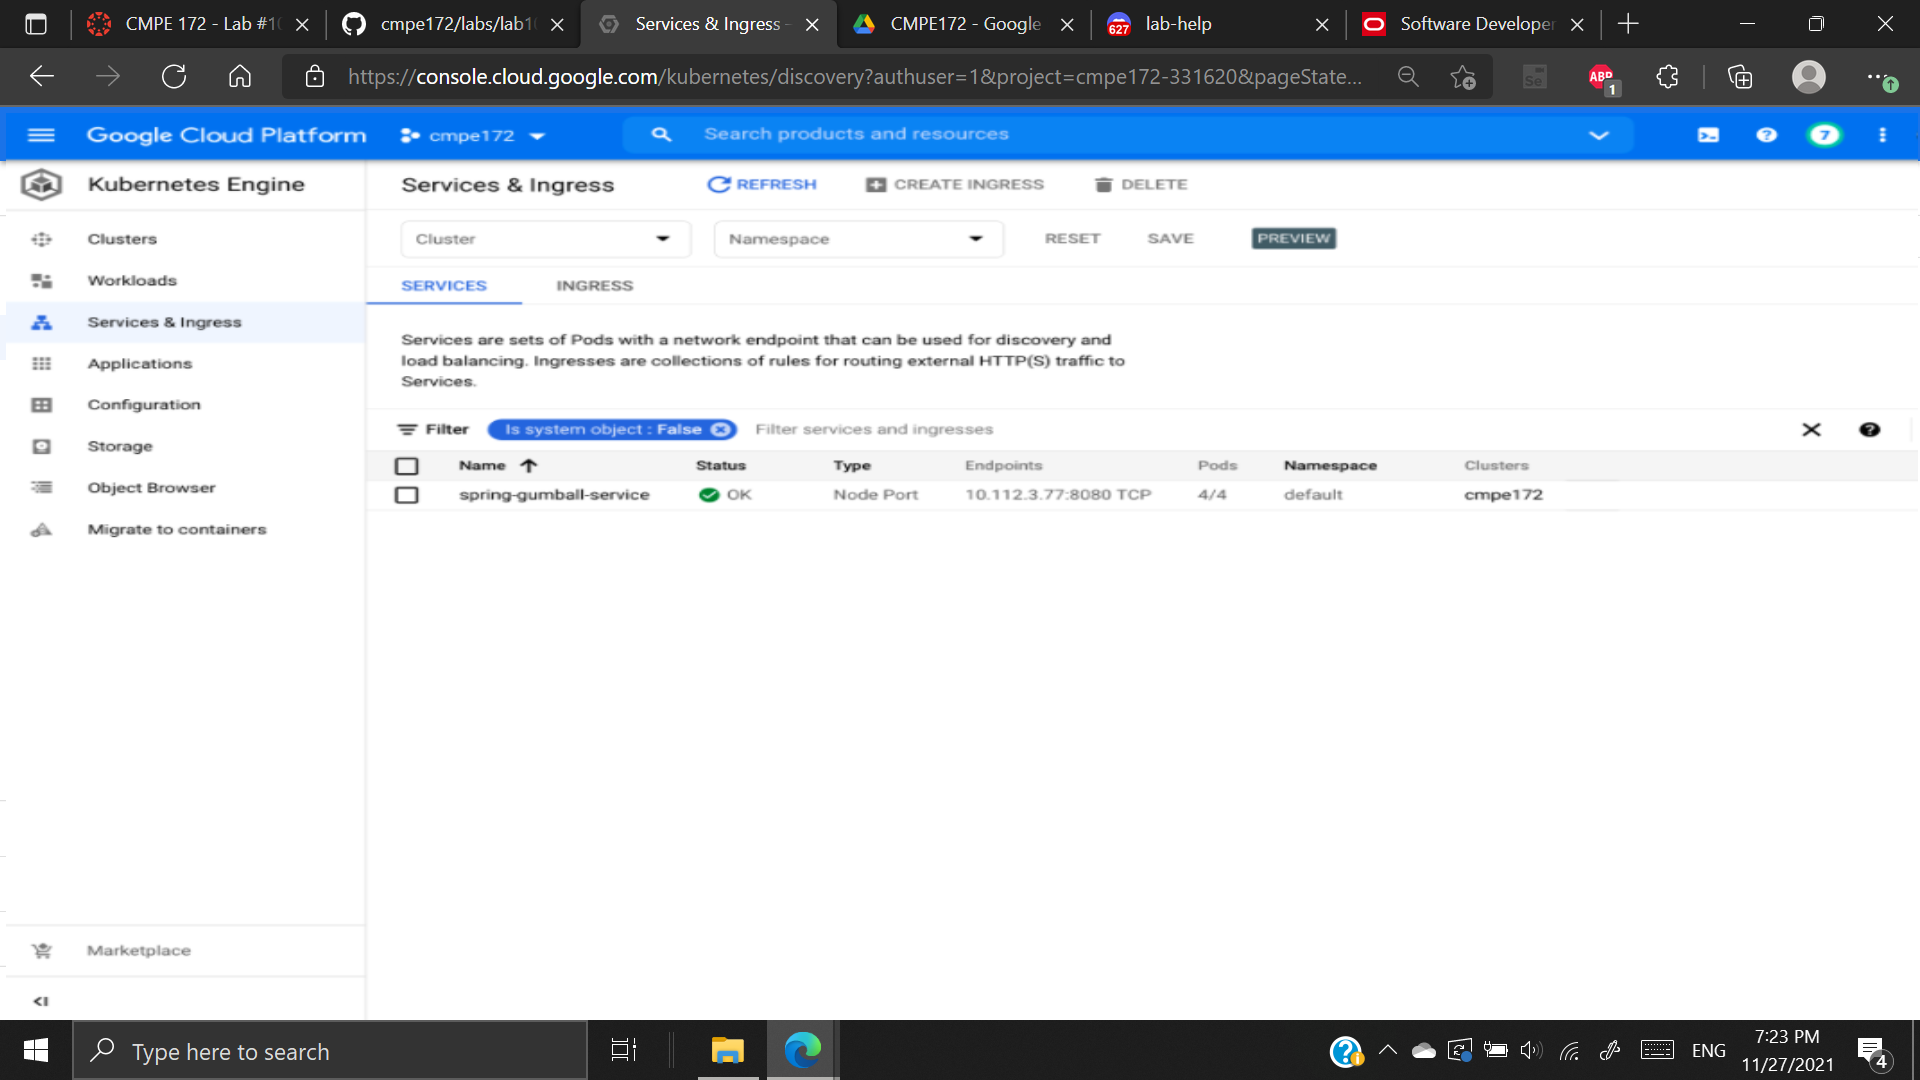 CMPE 172 - Lab #10
cmpe172/labs/lab10
Services & Ingress -
CMPE172 - Google
627
lab-help
Software Developer
https://console.cloud.google.com/kubernetes/discovery?authuser=1&project=cmpe172-331620&pageState...
Se
ABP
1
Google Cloud Platform
cmpe172
Search products and resources
7
Kubernetes Engine
Services & Ingress
REFRESH
CREATE INGRESS
DELETE
Clusters
Workloads
Services & Ingress
Applications
Configuration
Storage
Object Browser
Migrate to containers
Marketplace
Cluster
Namespace
RESET
SAVE
PREVIEW
SERVICES
INGRESS
Services are sets of Pods with a network endpoint that can be used for discovery and
load balancing. Ingresses are collections of rules for routing external HTTP(S) traffic to
Services.
Filter
Is system object : False
Filter services and ingresses
Name Status Type Endpoints Pods Namespace Clusters
spring-gumball-service OK Node Port 10.112.3.77:8080 TCP 4/4 default cmpe172
Type here to search
ENG
7:23 PM
11/27/2021
4